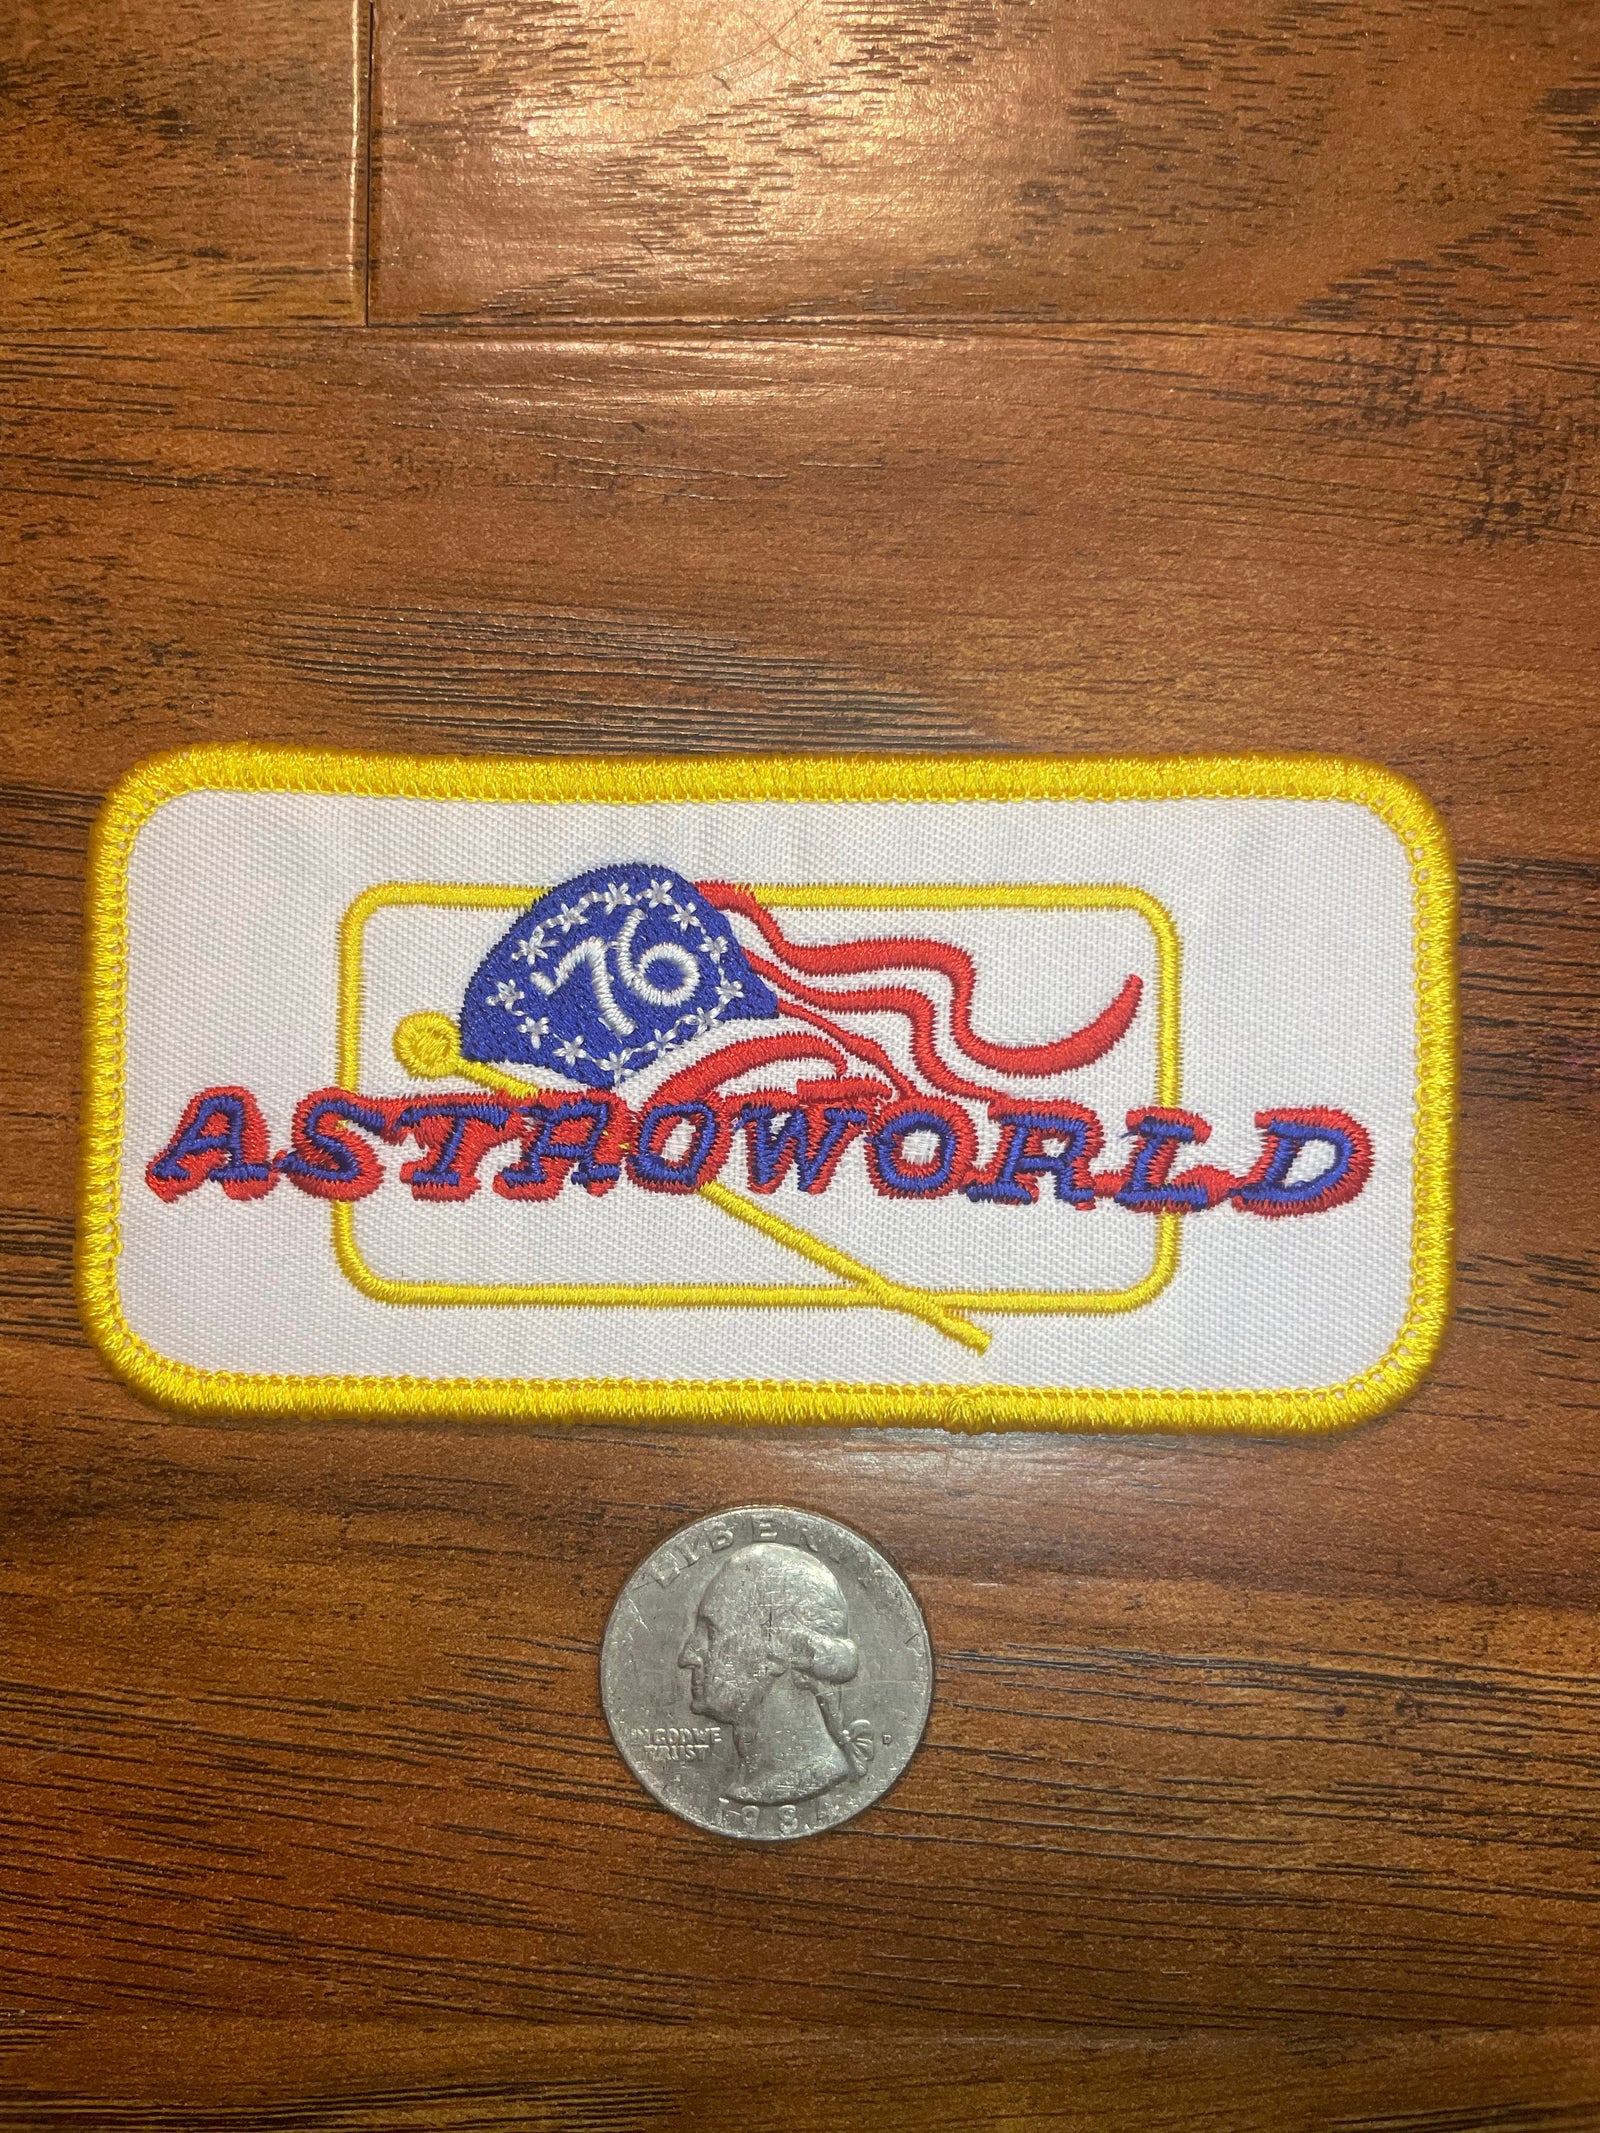 '76
ASTROWORLD
LIBERTY
IN GOD WE
TRUST
D